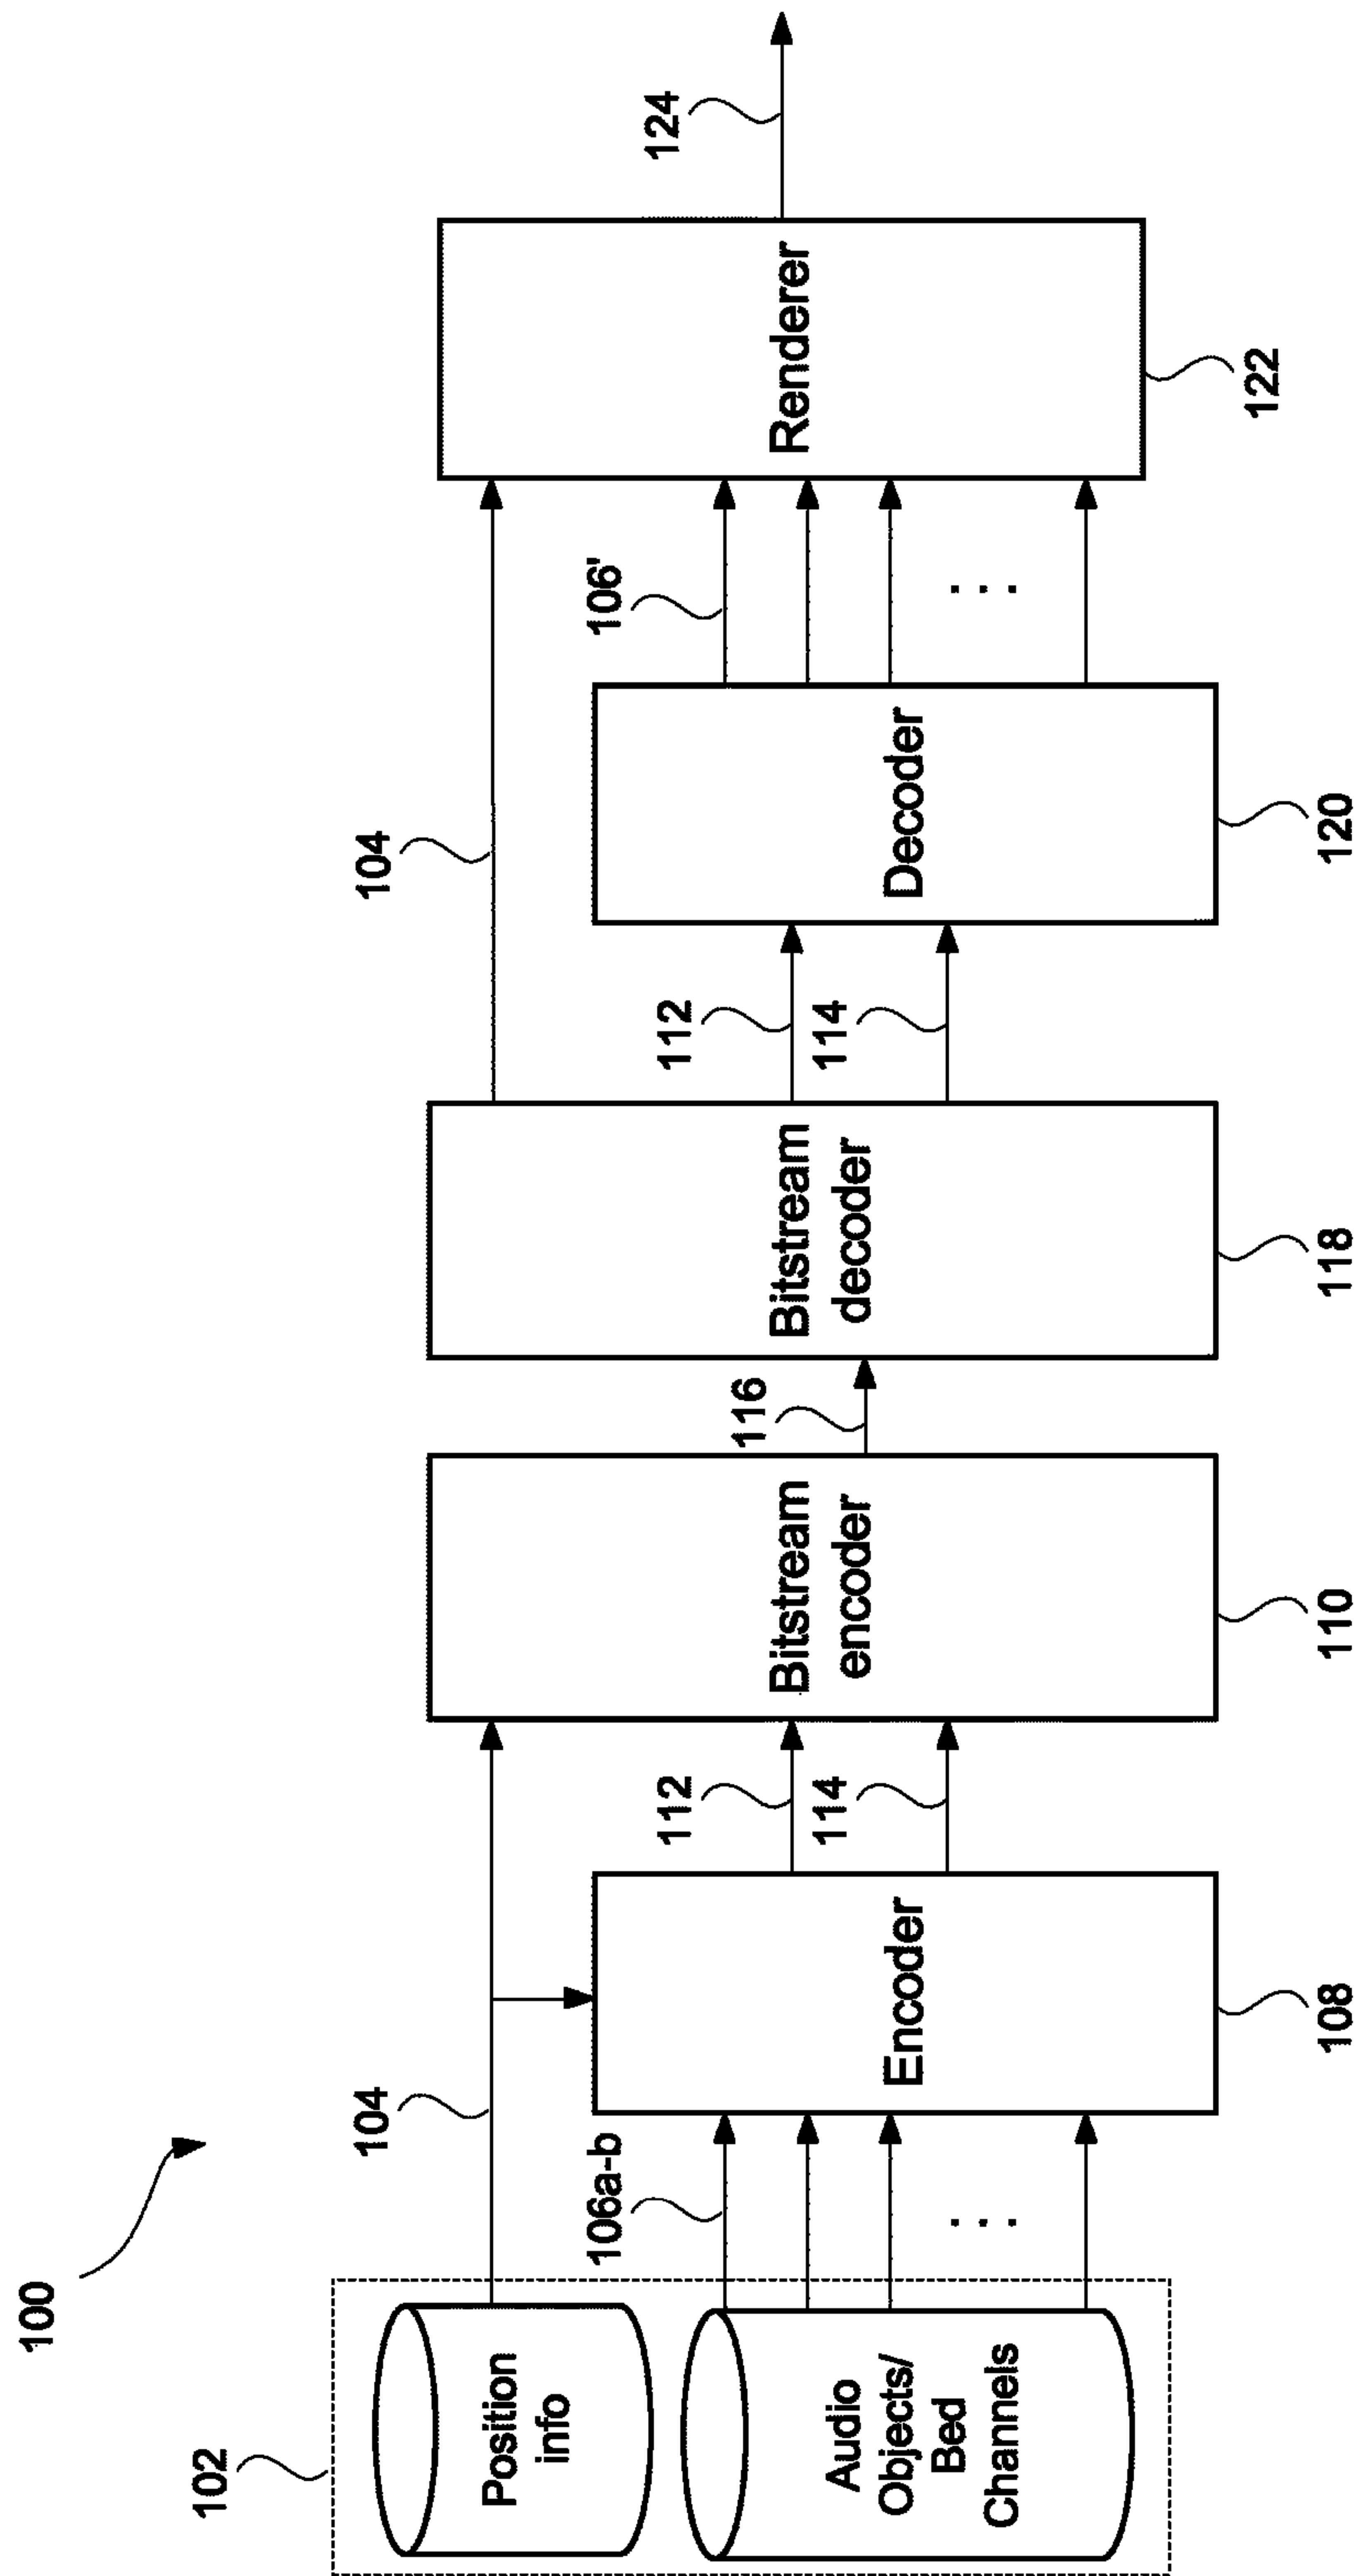 100
102
104
104
124
Position
info
106a-b
112
114
116
112
114
106'
Audio
Objects/
Bed
Channels
Encoder
Bitstream
encoder
Bitstream
decoder
Decoder
Renderer
. . .
. . .
108
110
118
120
122